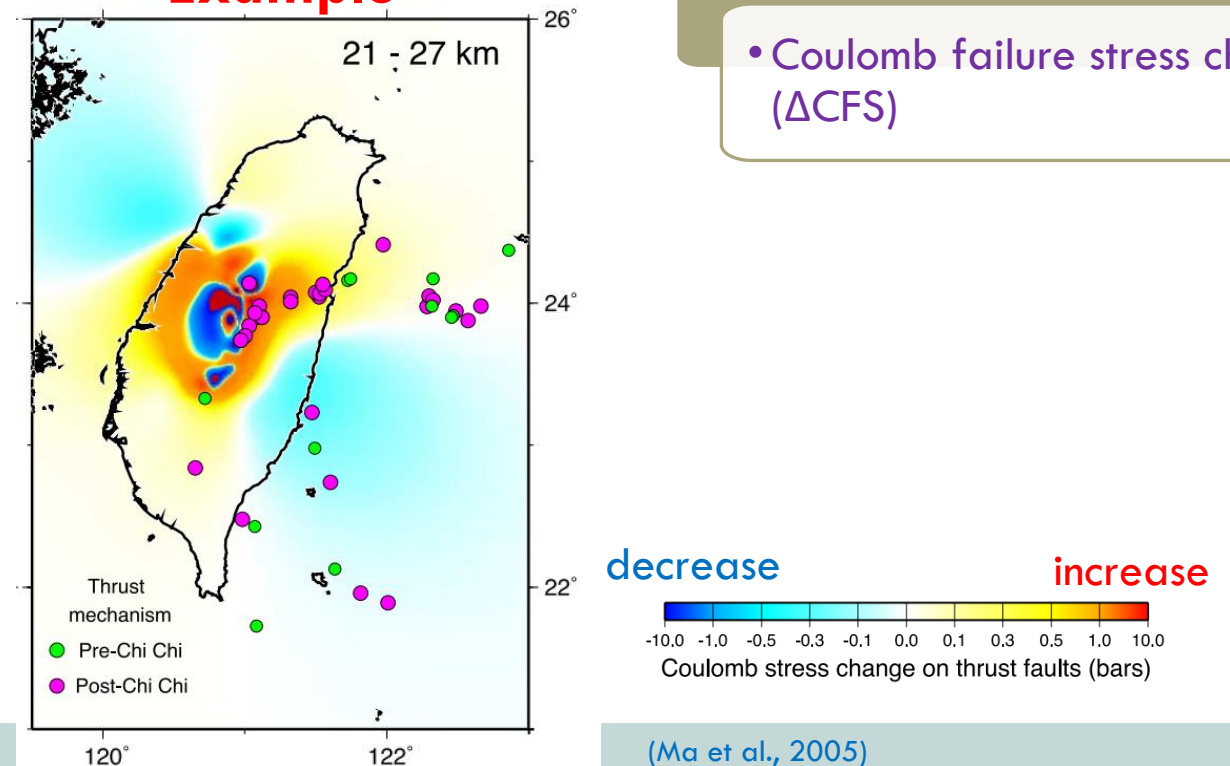 Example
21 - 27 km
26°
24°
22°
120°
122°
Thrust
mechanism
Pre-Chi Chi
Post-Chi Chi
• Coulomb failure stress
(ΔCFS)
decrease
increase
-10.0 -1.0 -0.5 -0.3 -0.1 0.0 0.1 0.3 0.5 1.0 10.0
Coulomb stress change on thrust faults (bars)
(Ma et al., 2005)